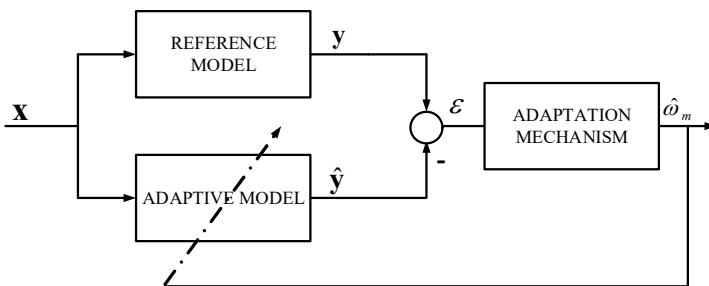 REFERENCE
MODEL
y
x
ε
ADAPTATION
MECHANISM
ω̂ₘ
ADAPTIVE MODEL
ŷ
-